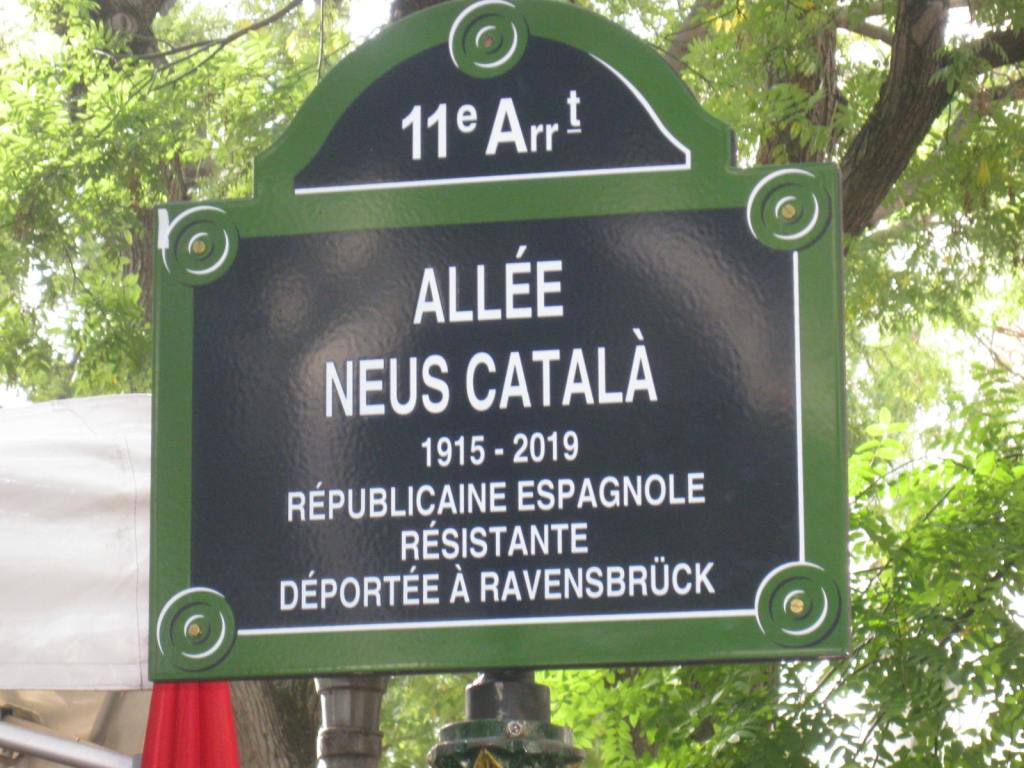 11e Arrt
ALLÉE
NEUS CATALÀ
1915 - 2019
RÉPUBLICAINE ESPAGNOLE
RÉSISTANTE
DÉPORTÉE À RAVENSBRÜCK